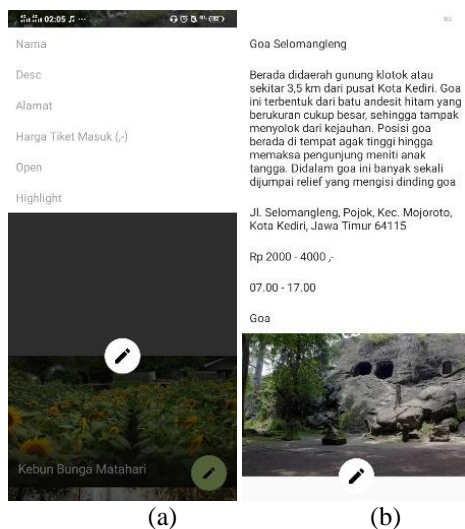 02:05
Nama
Desc
Alamat
Harga Tiket Masuk (,-)
Open
Highlight
Kebun Bunga Matahari
(a)
Goa Selomangleng
Berada didaerah gunung klotok atau
sekitar 3,5 km dari pusat Kota Kediri. Goa
ini terbentuk dari batu andesit hitam yang
berukuran cukup besar, sehingga tampak
menyolok dari kejauhan. Posisi goa
berada di tempat agak tinggi hingga
memaksa pengunjung meniti anak
tangga. Didalam goa ini banyak sekali
dijumpai relief yang mengisi dinding goa
Jl. Selomangleng, Pojok, Kec. Mojoroto,
Kota Kediri, Jawa Timur 64115
Rp 2000 - 4000 ,-
07.00 - 17.00
Goa
(b)